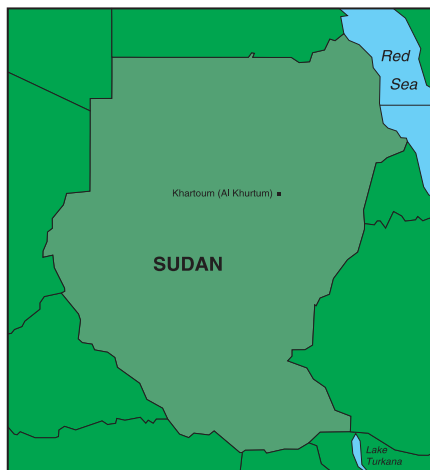 Red
Sea
Khartoum (Al Khurtum)
SUDAN
Lake
Turkana